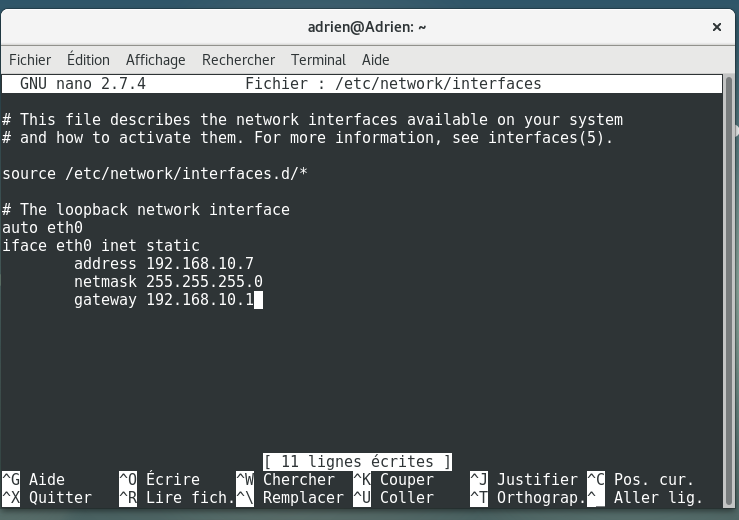 adrien@Adrien: ~ ×
Fichier Édition Affichage Rechercher Terminal Aide
GNU nano 2.7.4 Fichier : /etc/network/interfaces
# This file describes the network interfaces available on your system
# and how to activate them. For more information, see interfaces(5).
source /etc/network/interfaces.d/*
# The loopback network interface
auto eth0
iface eth0 inet static
address 192.168.10.7
netmask 255.255.255.0
gateway 192.168.10.1
[ 11 lignes écrites ]
^G Aide ^O Écrire ^W Chercher ^K Couper ^J Justifier ^C Pos. cur.
^X Quitter ^R Lire fich. ^\ Remplacer ^U Coller ^T Orthograp. ^_ Aller lig.